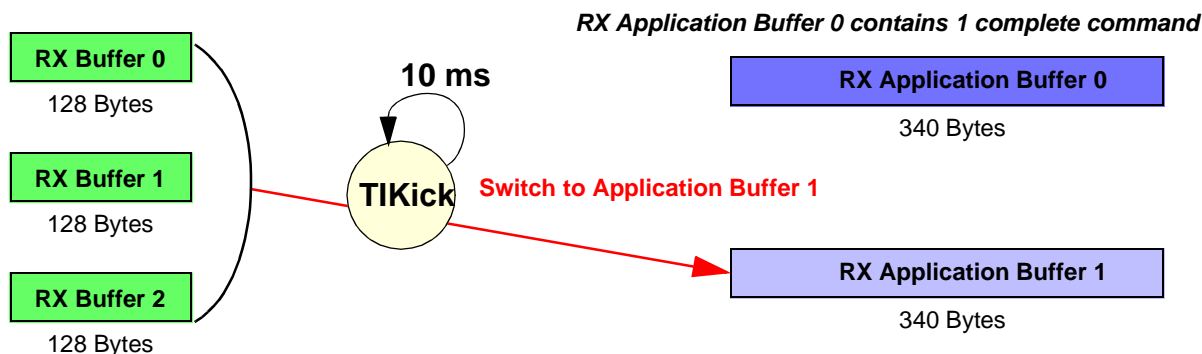 RX Application Buffer 0 contains 1 complete command
RX Buffer 0
128 Bytes
10 ms
RX Application Buffer 0
340 Bytes
RX Buffer 1
128 Bytes
TIKick
Switch to Application Buffer 1
RX Buffer 2
128 Bytes
RX Application Buffer 1
340 Bytes